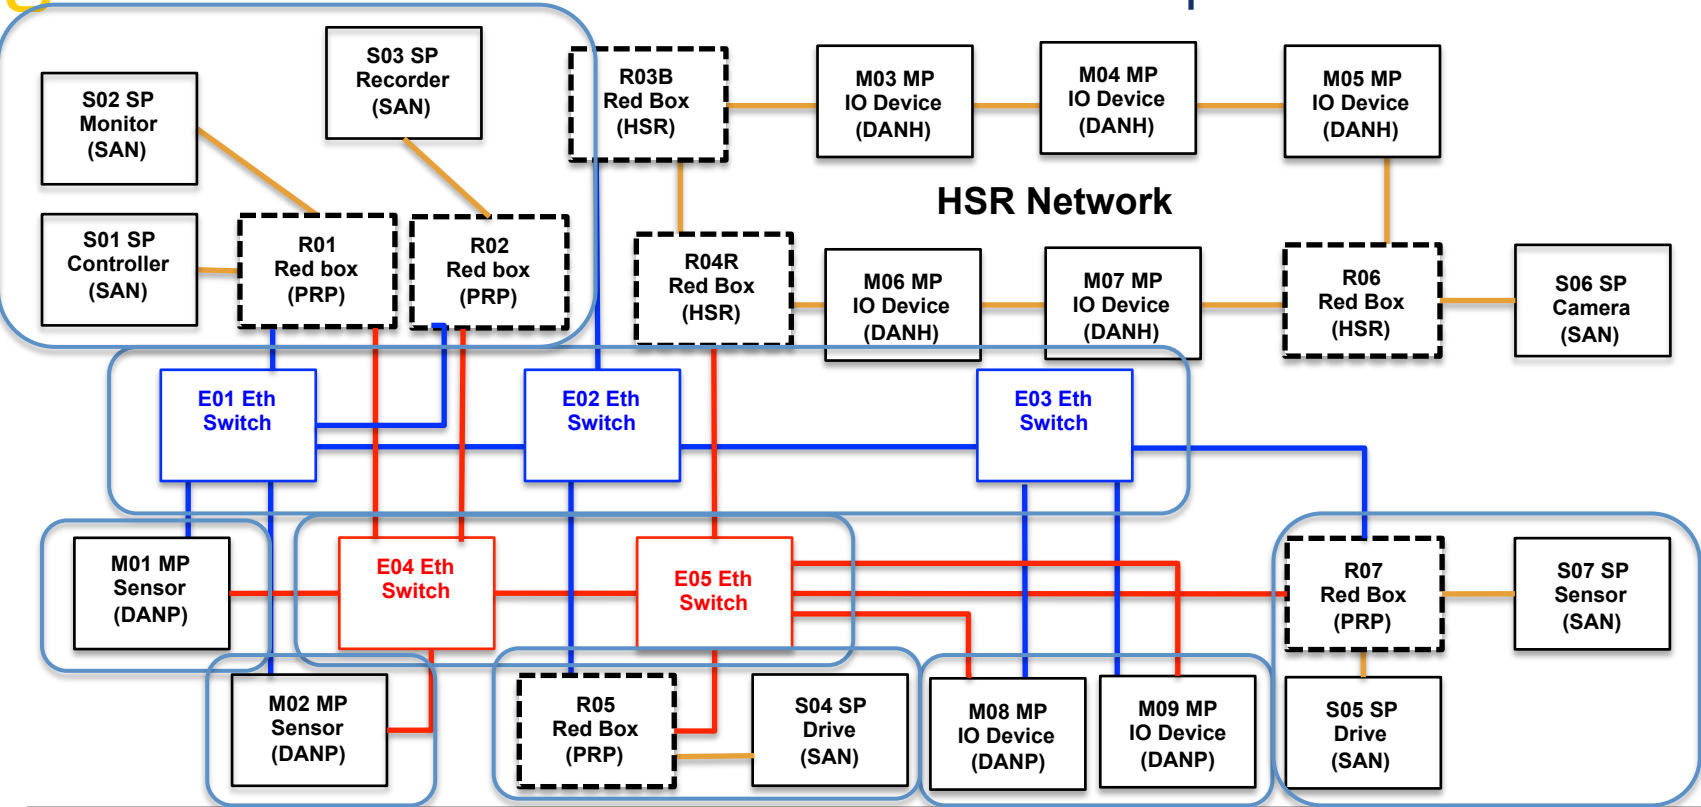 S03 SP
Recorder
(SAN)
S02 SP
Monitor
(SAN)
R03B
Red Box
(HSR)
M03 MP
IO Device
(DANH)
M04 MP
IO Device
(DANH)
M05 MP
IO Device
(DANH)
HSR Network
S01 SP
Controller
(SAN)
R01
Red box
(PRP)
R02
Red box
(PRP)
R04R
Red Box
(HSR)
M06 MP
IO Device
(DANH)
M07 MP
IO Device
(DANH)
R06
Red Box
(HSR)
S06 SP
Camera
(SAN)
E01 Eth
Switch
E02 Eth
Switch
E03 Eth
Switch
M01 MP
Sensor
(DANP)
E04 Eth
Switch
E05 Eth
Switch
R07
Red Box
(PRP)
S07 SP
Sensor
(SAN)
M02 MP
Sensor
(DANP)
R05
Red Box
(PRP)
S04 SP
Drive
(SAN)
M08 MP
IO Device
(DANP)
M09 MP
IO Device
(DANP)
S05 SP
Drive
(SAN)